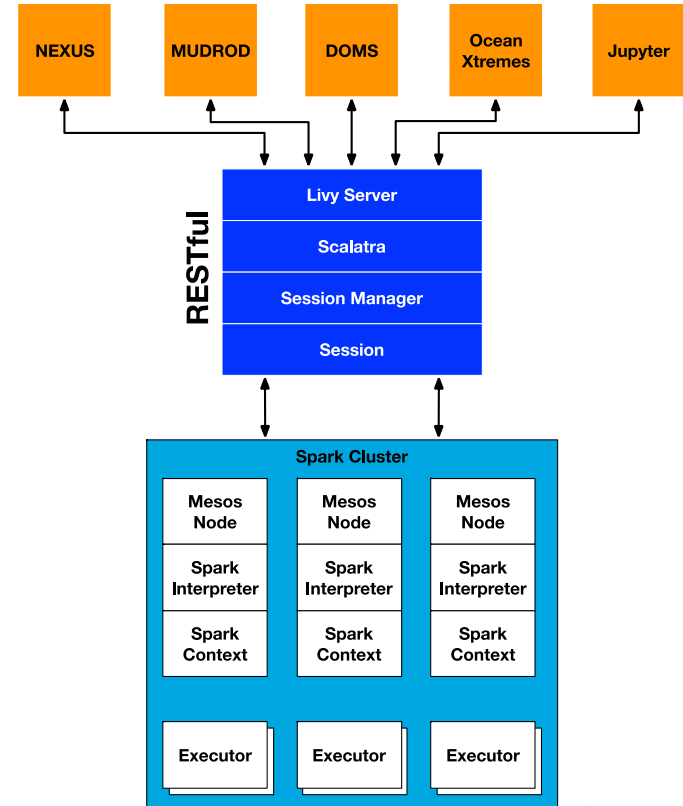 NEXUS
MUDROD
DOMS
Ocean
Xtremes
Jupyter
RESTful
Livy Server
Scalatra
Session Manager
Session
Spark Cluster
Mesos
Node
Spark
Interpreter
Spark
Context
Mesos
Node
Spark
Interpreter
Spark
Context
Mesos
Node
Spark
Interpreter
Spark
Context
Executor
Executor
Executor